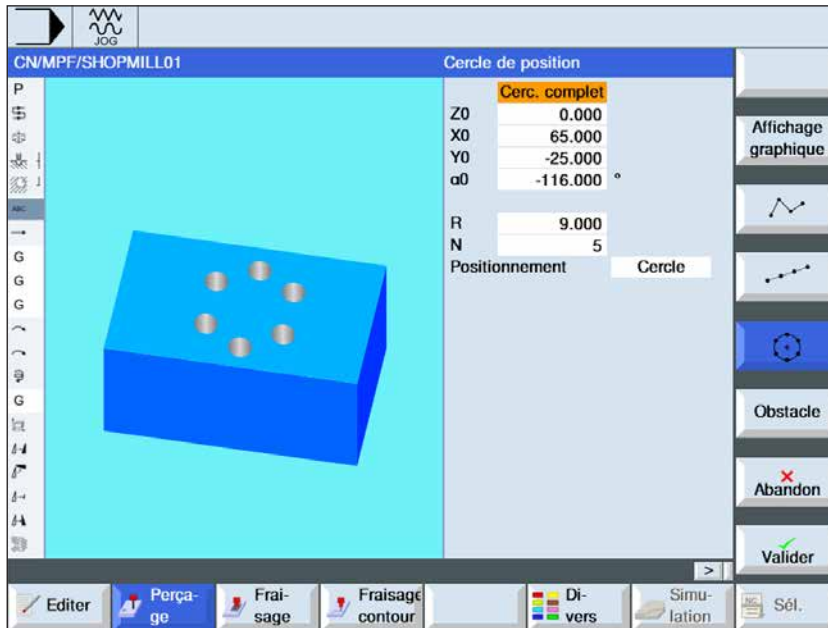 JOG
CN/MPF/SHOPMILL01
Cercle de position
P
ABC
G
G
G
G
Cerc. complet
Z0 0.000
X0 65.000
Y0 -25.000
α0 -116.000 °
R 9.000
N 5
Positionnement Cercle
Affichage
graphique
Obstacle
Abandon
Valider
>
Editer
Perça-
ge
Frai-
sage
Fraisage
contour
Di-
vers
Simu-
lation
NC
Sél.